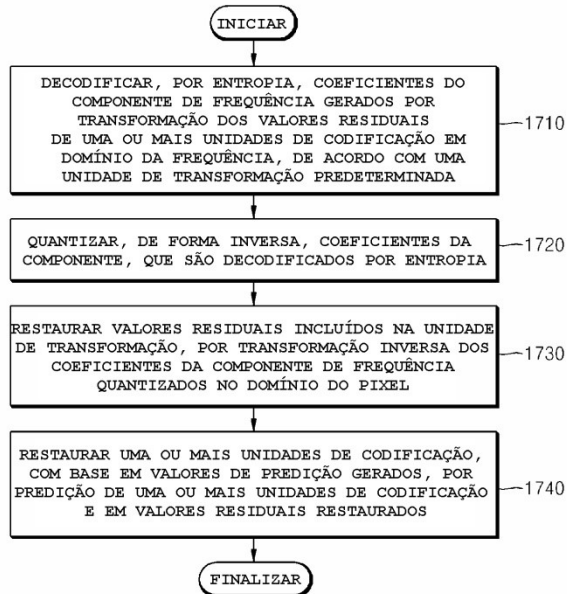 INICIAR
DECODIFICAR, POR ENTROPIA, COEFICIENTES DO
COMPONENTE DE FREQUÊNCIA GERADOS POR
TRANSFORMAÇÃO DOS VALORES RESIDUAIS
DE UMA OU MAIS UNIDADES DE CODIFICAÇÃO EM
DOMÍNIO DA FREQUÊNCIA, DE ACORDO COM UMA
UNIDADE DE TRANSFORMAÇÃO PREDETERMINADA
1710
QUANTIZAR, DE FORMA INVERSA, COEFICIENTES DA
COMPONENTE, QUE SÃO DECODIFICADOS POR ENTROPIA
1720
RESTAURAR VALORES RESIDUAIS INCLUÍDOS NA UNIDADE
DE TRANSFORMAÇÃO, POR TRANSFORMAÇÃO INVERSA DOS
COEFICIENTES DA COMPONENTE DE FREQUÊNCIA
QUANTIZADOS NO DOMÍNIO DO PIXEL
1730
RESTAURAR UMA OU MAIS UNIDADES DE CODIFICAÇÃO,
COM BASE EM VALORES DE PREDIÇÃO GERADOS, POR
PREDIÇÃO DE UMA OU MAIS UNIDADES DE CODIFICAÇÃO
E EM VALORES RESIDUAIS RESTAURADOS
1740
FINALIZAR